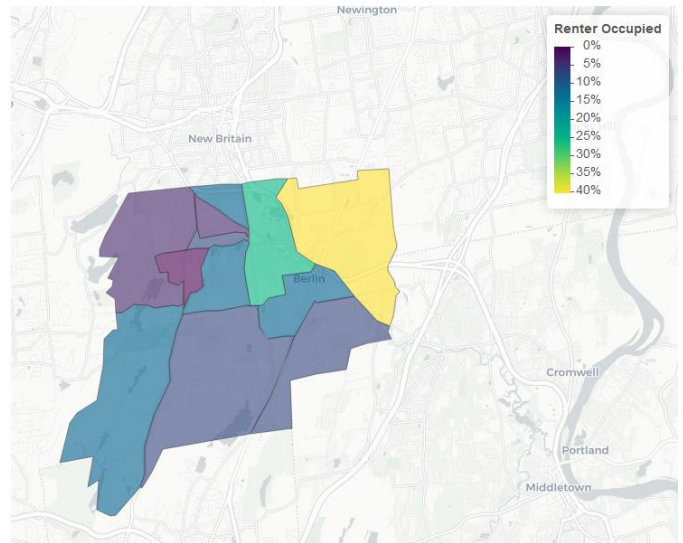 Newington
Renter Occupied
0%
5%
10%
15%
20%
25%
30%
35%
40%
New Britain
Berlin
Cromwell
Portland
Middletown